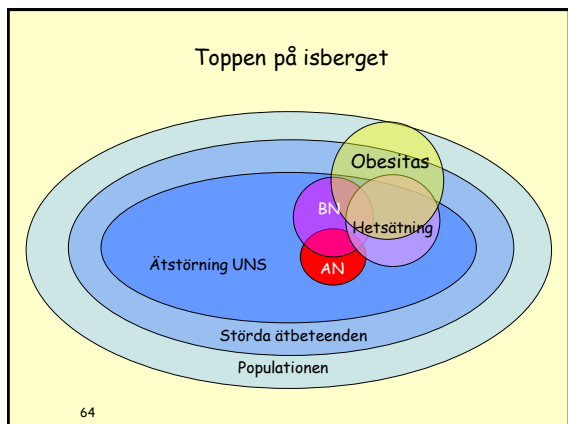 Toppen på isberget
Obesitas
BN
Hetsätning
Ätstörning UNS
AN
Störda ätbeteenden
Populationen
64